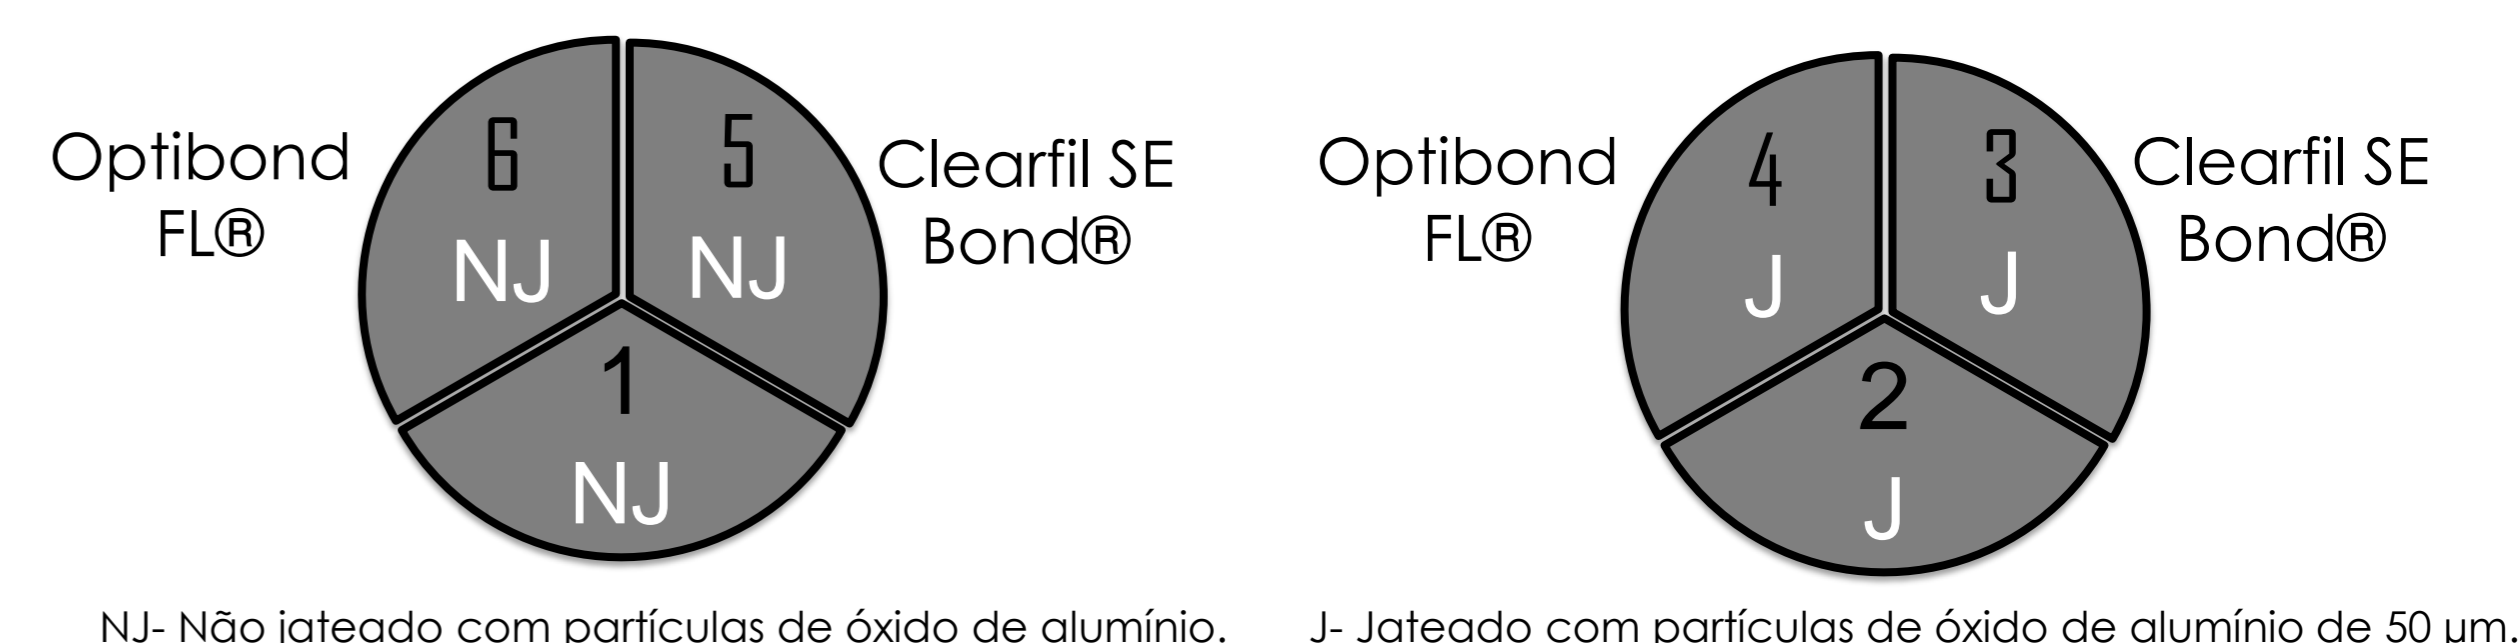 Optibond
FL®
6
NJ
5
NJ
Clearfil SE
Bond®
1
NJ
Optibond
FL®
4
J
3
J
Clearfil SE
Bond®
2
J
NJ- Não jateado com partículas de óxido de alumínio.
J- Jateado com partículas de óxido de alumínio de 50 µm.